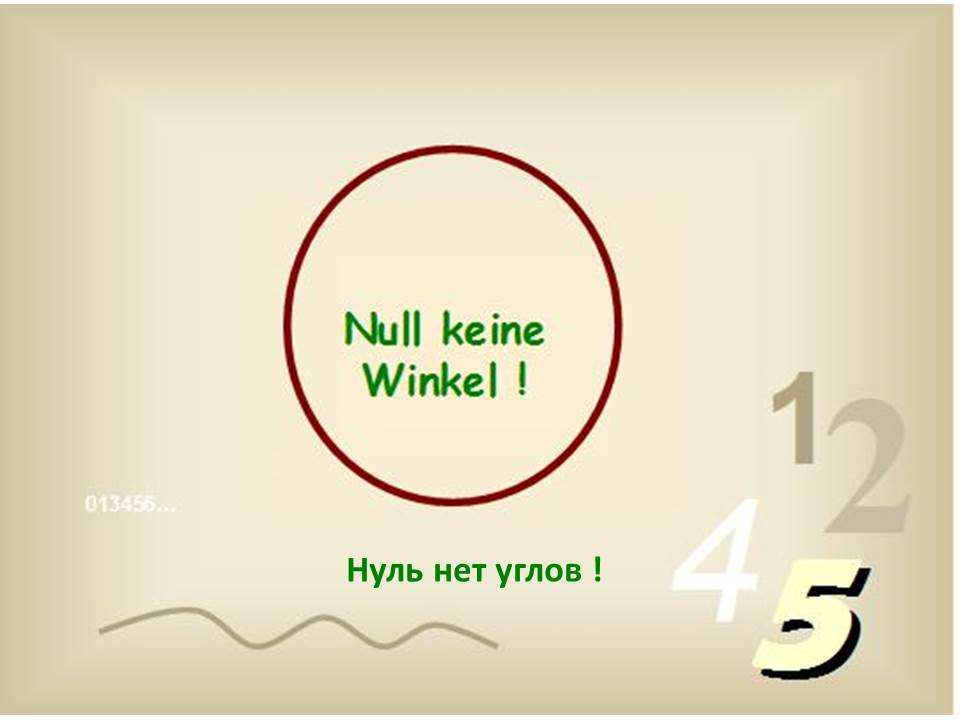 Null keine
Winkel !
1
2
013456...
4
Нуль нет углов !
5